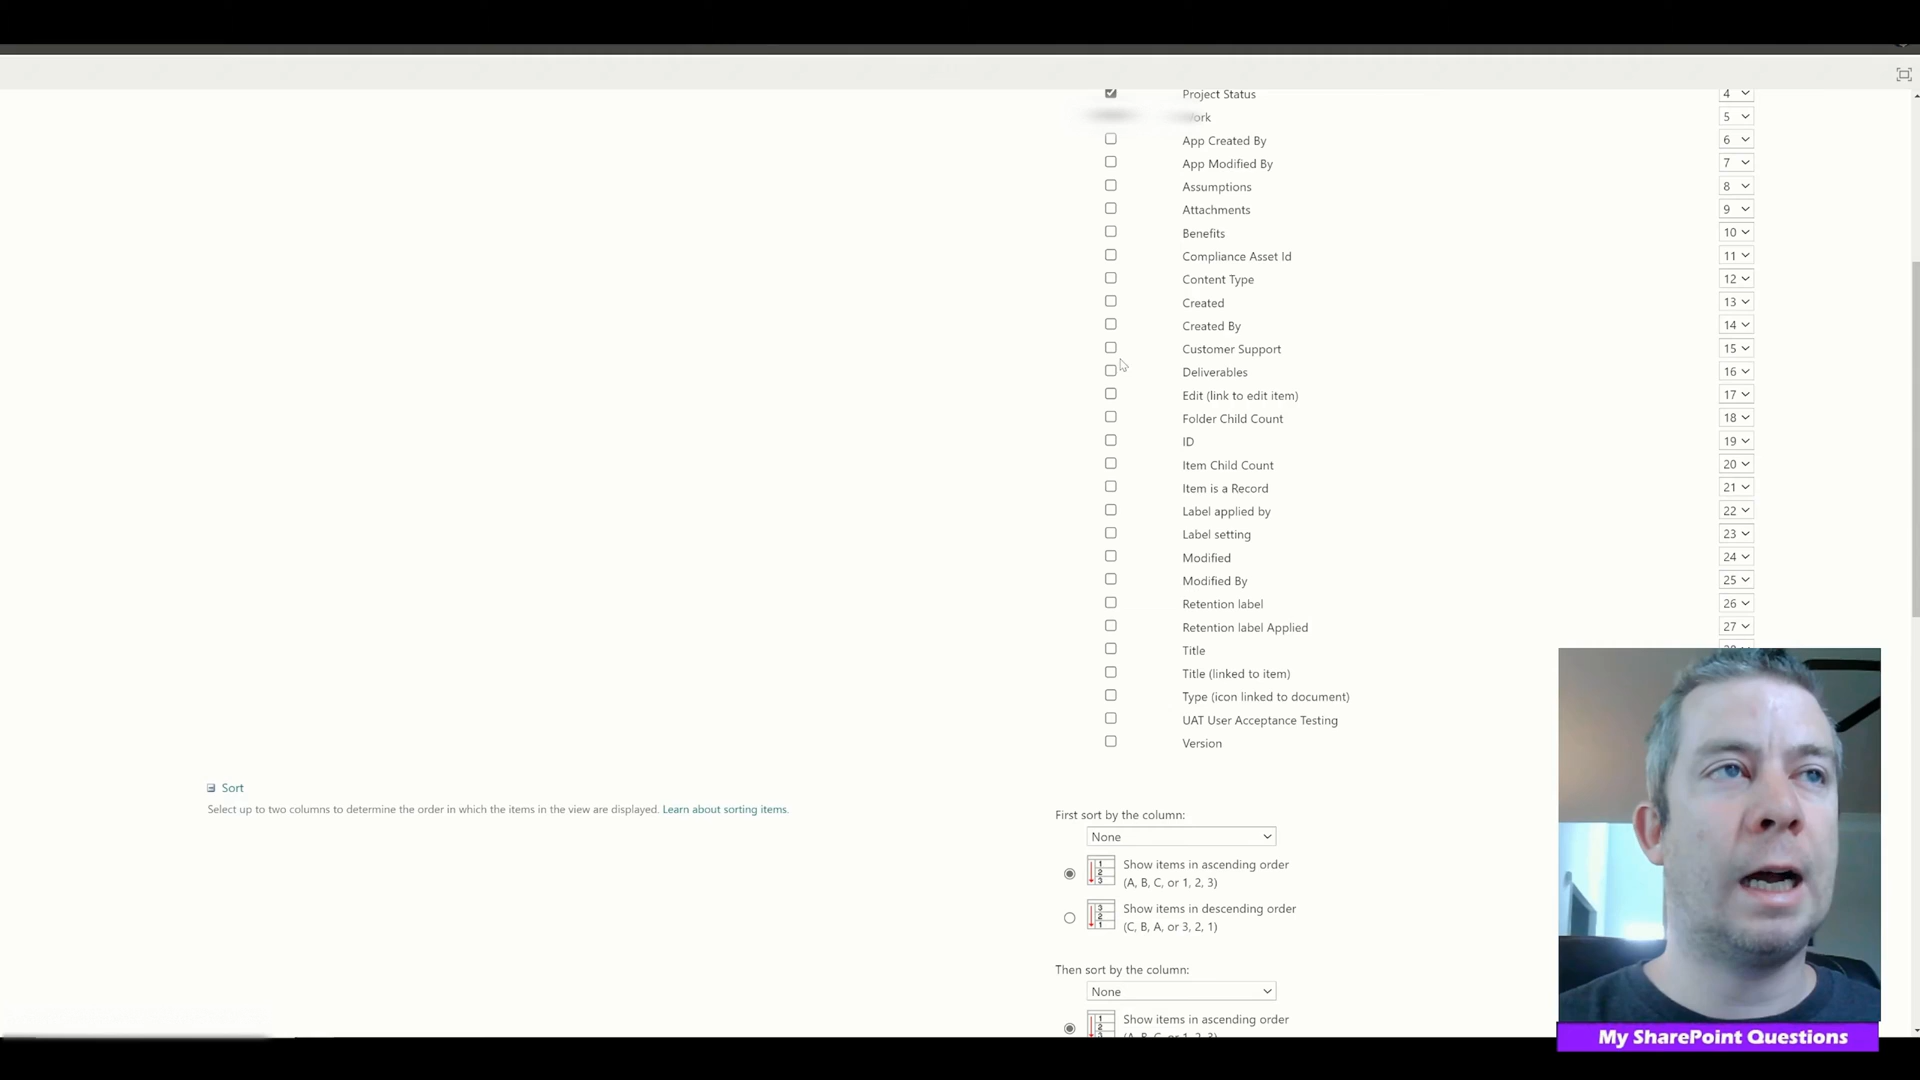 Project Status 4
5
App Created By 6
App Modified By 7
Assumptions 8
Attachments 9
Benefits 10
Compliance Asset Id 11
Content Type 12
Created 13
Created By 14
Customer Support 15
Deliverables 16
Edit (link to edit item) 17
Folder Child Count 18
ID 19
Item Child Count 20
Item is a Record 21
Label applied by 22
Label setting 23
Modified 24
Modified By 25
Retention label 26
Retention label Applied 27
Title
Title (linked to item)
Type (icon linked to document)
UAT User Acceptance Testing
Version
Sort
Select up to two columns to determine the order in which the items in the view are displayed. Learn about sorting items.
First sort by the column:
None
Show items in ascending order
(A, B, C, or 1, 2, 3)
Show items in descending order
(C, B, A, or 3, 2, 1)
Then sort by the column:
None
Show items in ascending order
(A, B, C, or 1, 2, 3)
My SharePoint Questions